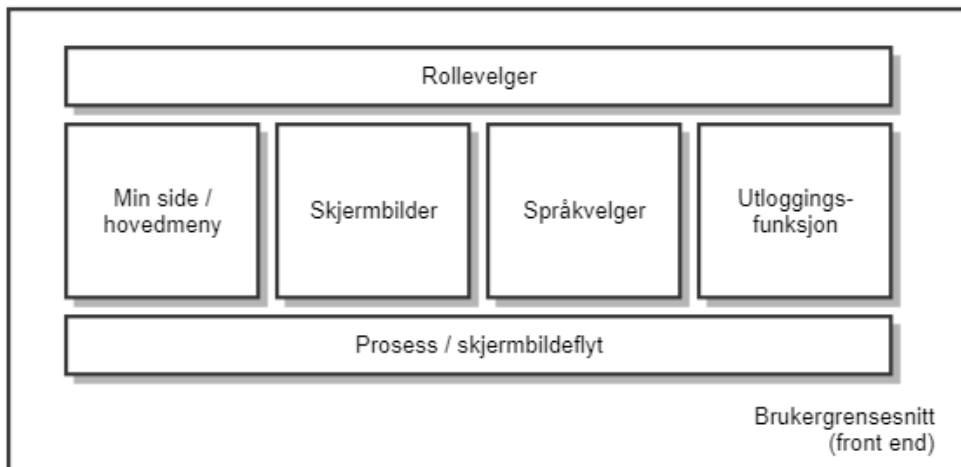 Rollevelger
Min side /
hovedmeny
Skjermbilder
Språkvelger
Utloggings-
funksjon
Prosess / skjermbildeflyt
Brukergrensesnitt
(front end)